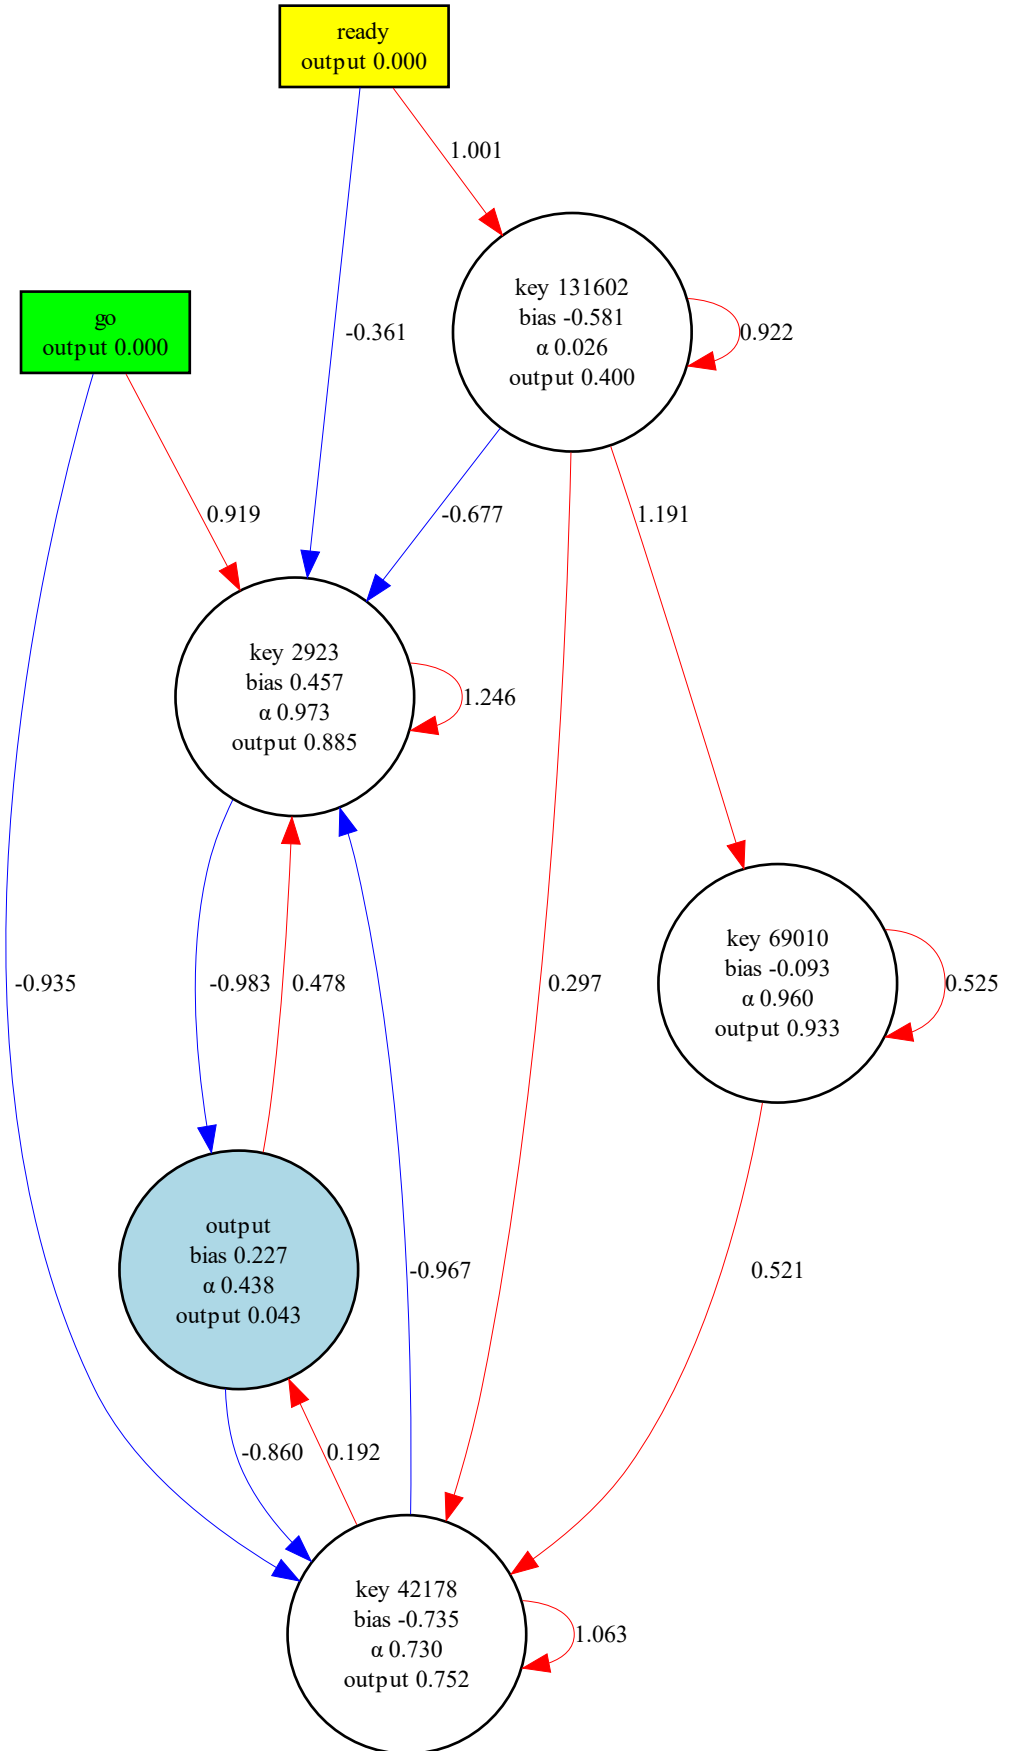 ready
output 0.000
1.001
key 131602
bias -0.581
α 0.026
output 0.400
0.922
go
output 0.000
-0.361
0.919
-0.677
1.191
key 2923
bias 0.457
α 0.973
output 0.885
1.246
-0.935
-0.983
0.478
0.297
key 69010
bias -0.093
α 0.960
output 0.933
0.525
output
bias 0.227
α 0.438
output 0.043
-0.967
0.521
-0.860
0.192
key 42178
bias -0.735
α 0.730
output 0.752
1.063